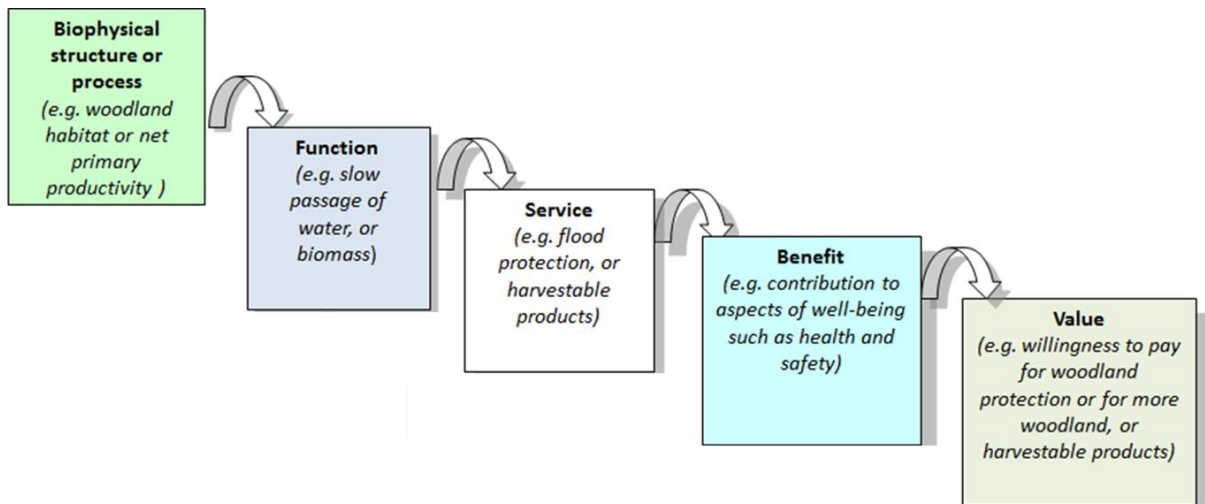 Biophysical
structure or
process
(e.g. woodland
habitat or net
primary
productivity )
Function
(e.g. slow
passage of
water, or
biomass)
Service
(e.g. flood
protection, or
harvestable
products)
Benefit
(e.g. contribution to
aspects of well-being
such as health and
safety)
Value
(e.g. willingness to pay
for woodland
protection or for more
woodland, or
harvestable products)